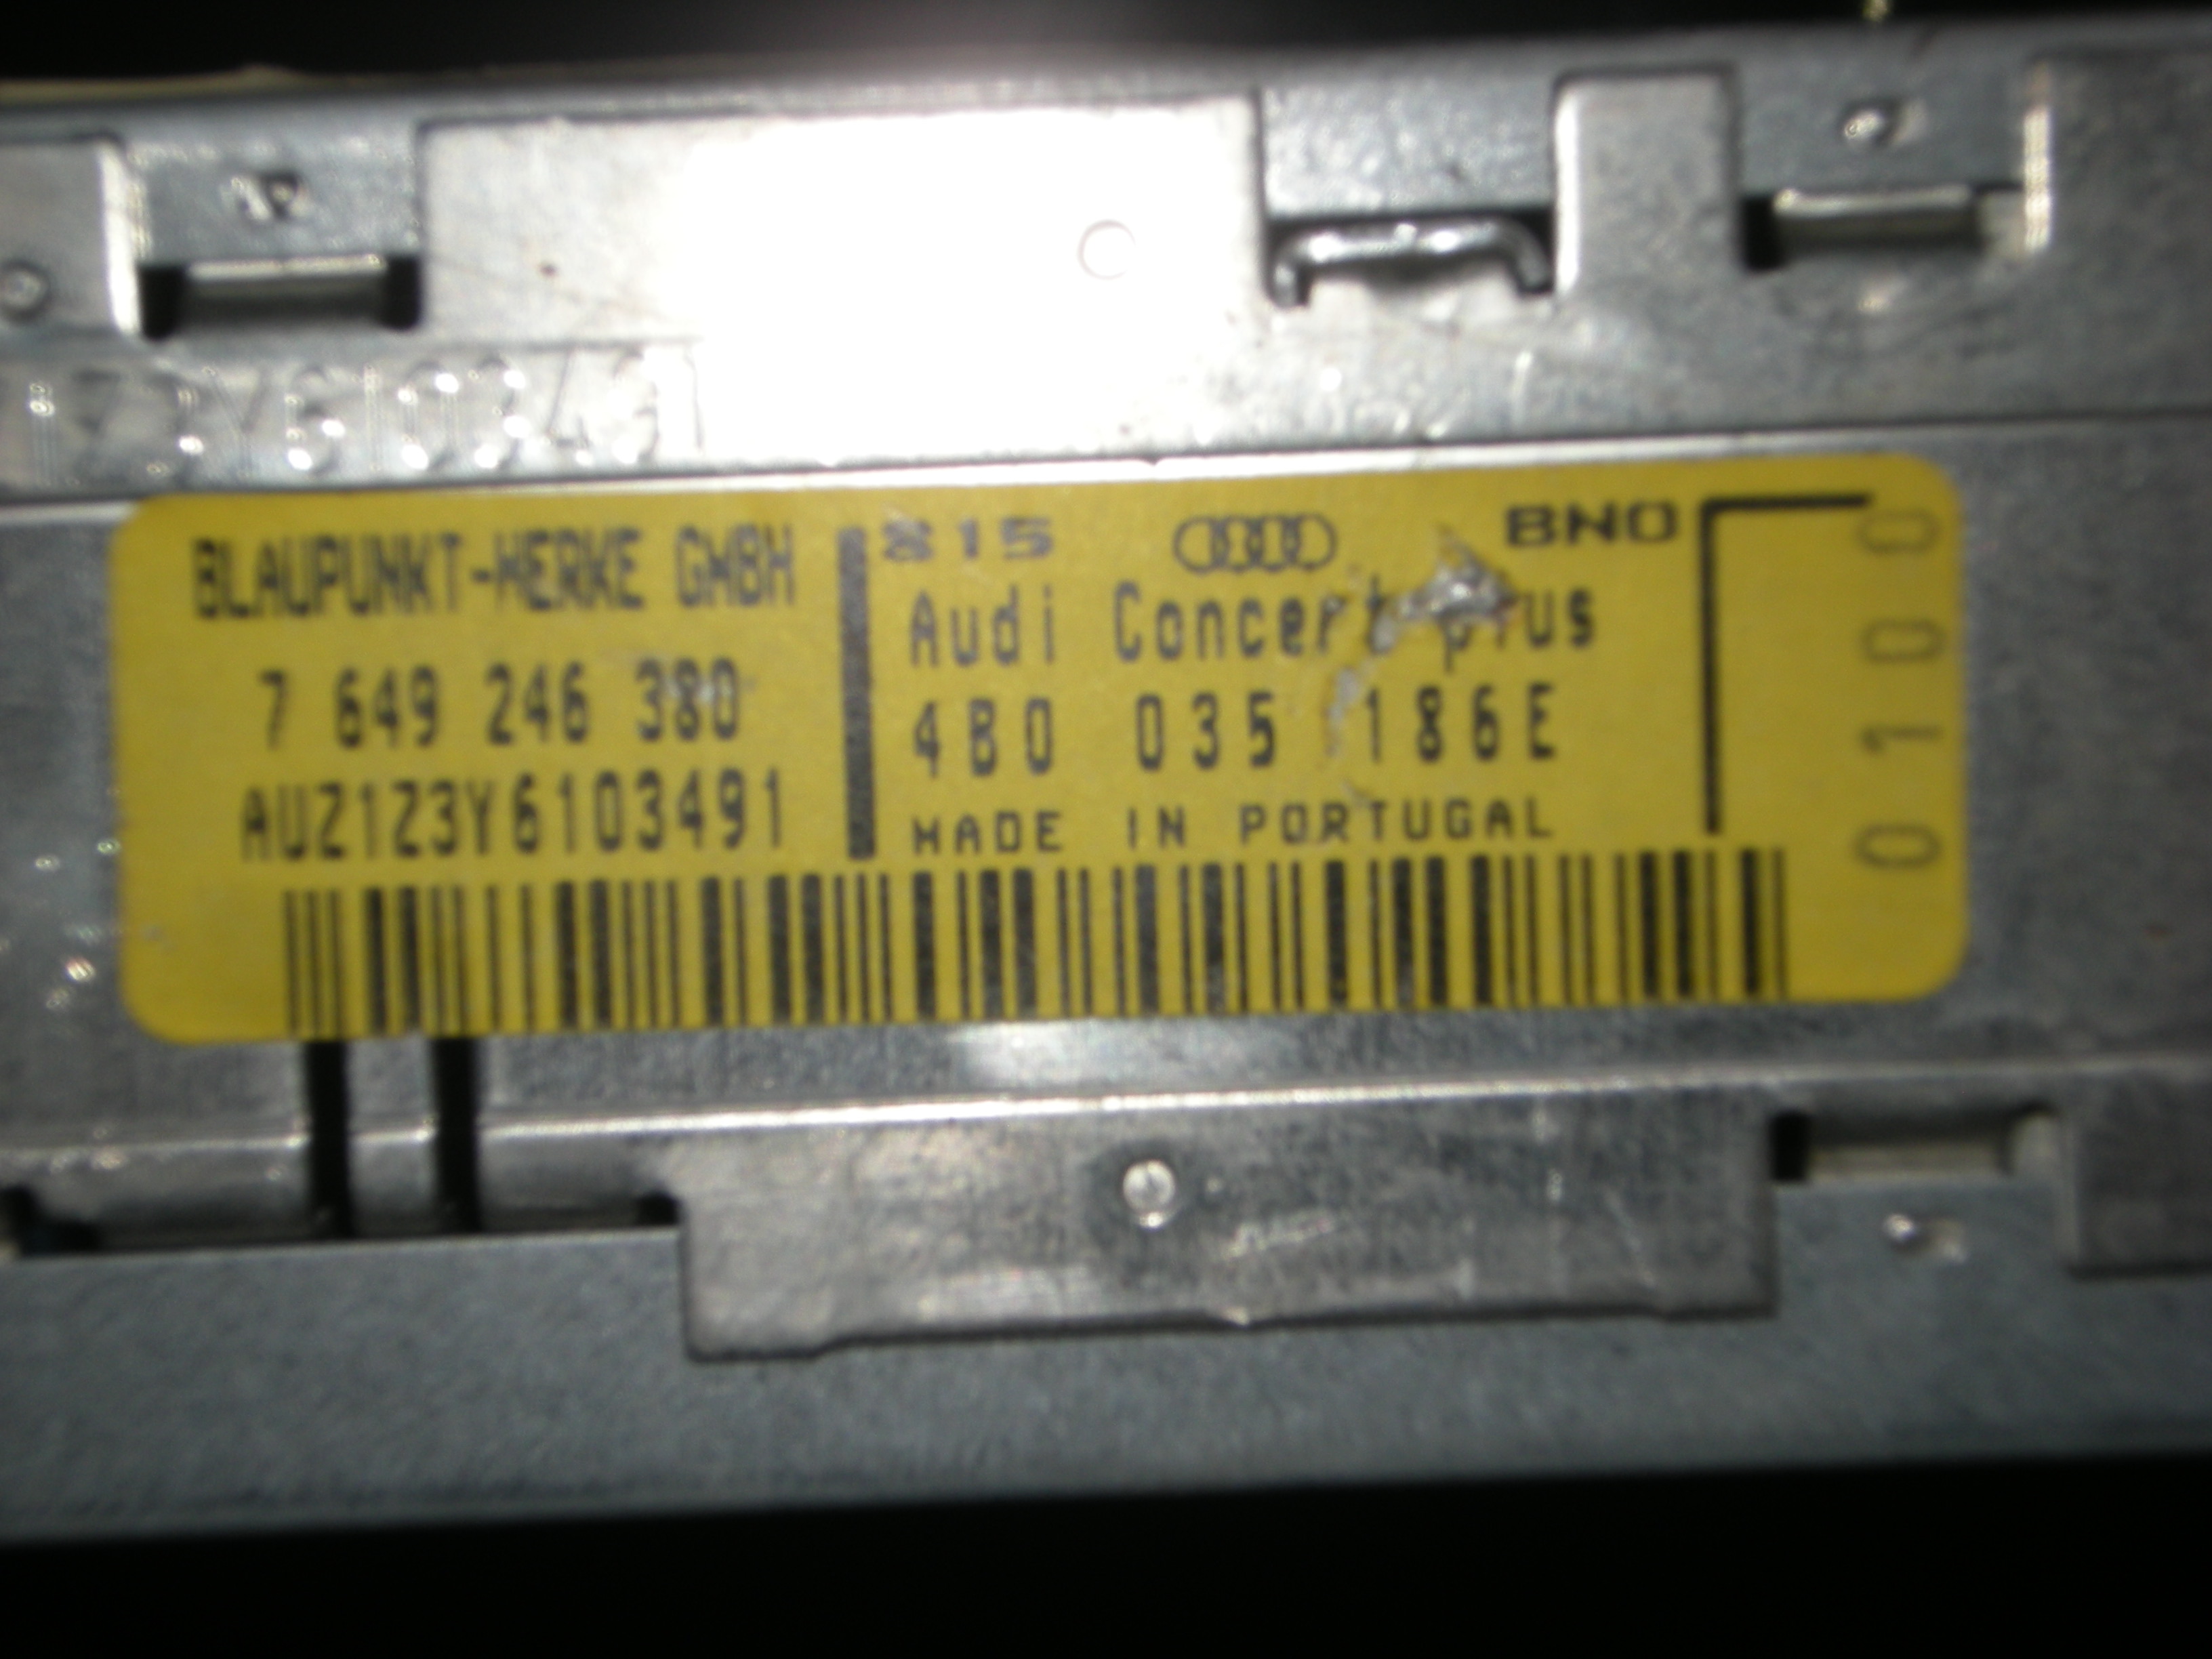 1Z3Y6103491
BLAUPUNKT-WERKE GMBH
7 649 246 380
AUZ1Z3Y6103491
815 BNO
Audi Concert plus
4B0 035 186E
MADE IN PORTUGAL
0100